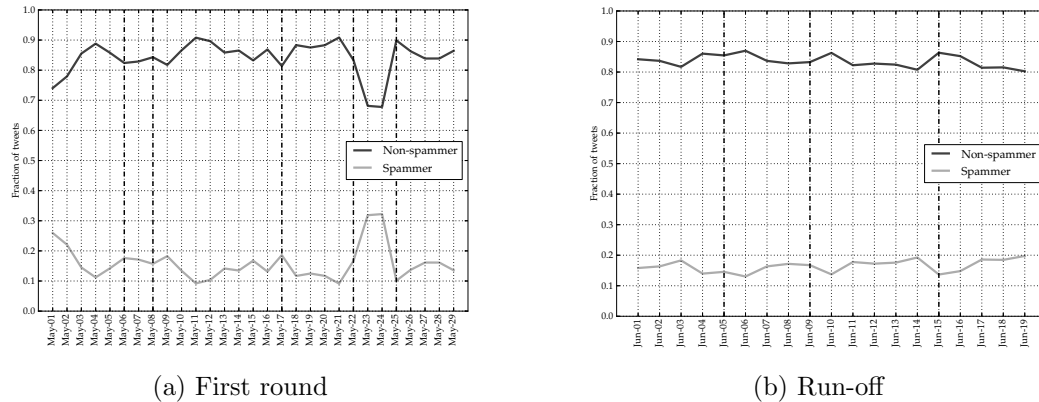 1.0
0.9
0.8
0.7
0.6
0.5
0.4
0.3
0.2
0.1
0.0
Fraction of tweets
Non-spammer
Spammer
May-01
May-02
May-03
May-04
May-05
May-06
May-07
May-08
May-09
May-10
May-11
May-12
May-13
May-14
May-15
May-16
May-17
May-18
May-19
May-20
May-21
May-22
May-23
May-24
May-25
May-26
May-27
May-28
May-29
(a) First round
1.0
0.9
0.8
0.7
0.6
0.5
0.4
0.3
0.2
0.1
0.0
Fraction of tweets
Non-spammer
Spammer
Jun-01
Jun-02
Jun-03
Jun-04
Jun-05
Jun-06
Jun-07
Jun-08
Jun-09
Jun-10
Jun-11
Jun-12
Jun-13
Jun-14
Jun-15
Jun-16
Jun-17
Jun-18
Jun-19
(b) Run-off